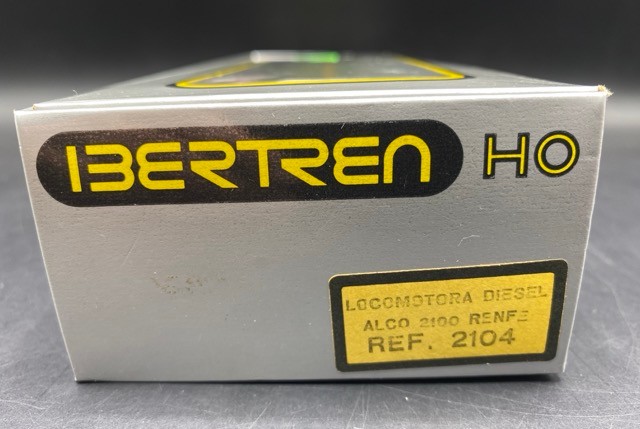 IBERTREN HO
LOCOMOTORA DIESEL
ALCO 2100 RENFE
REF. 2104